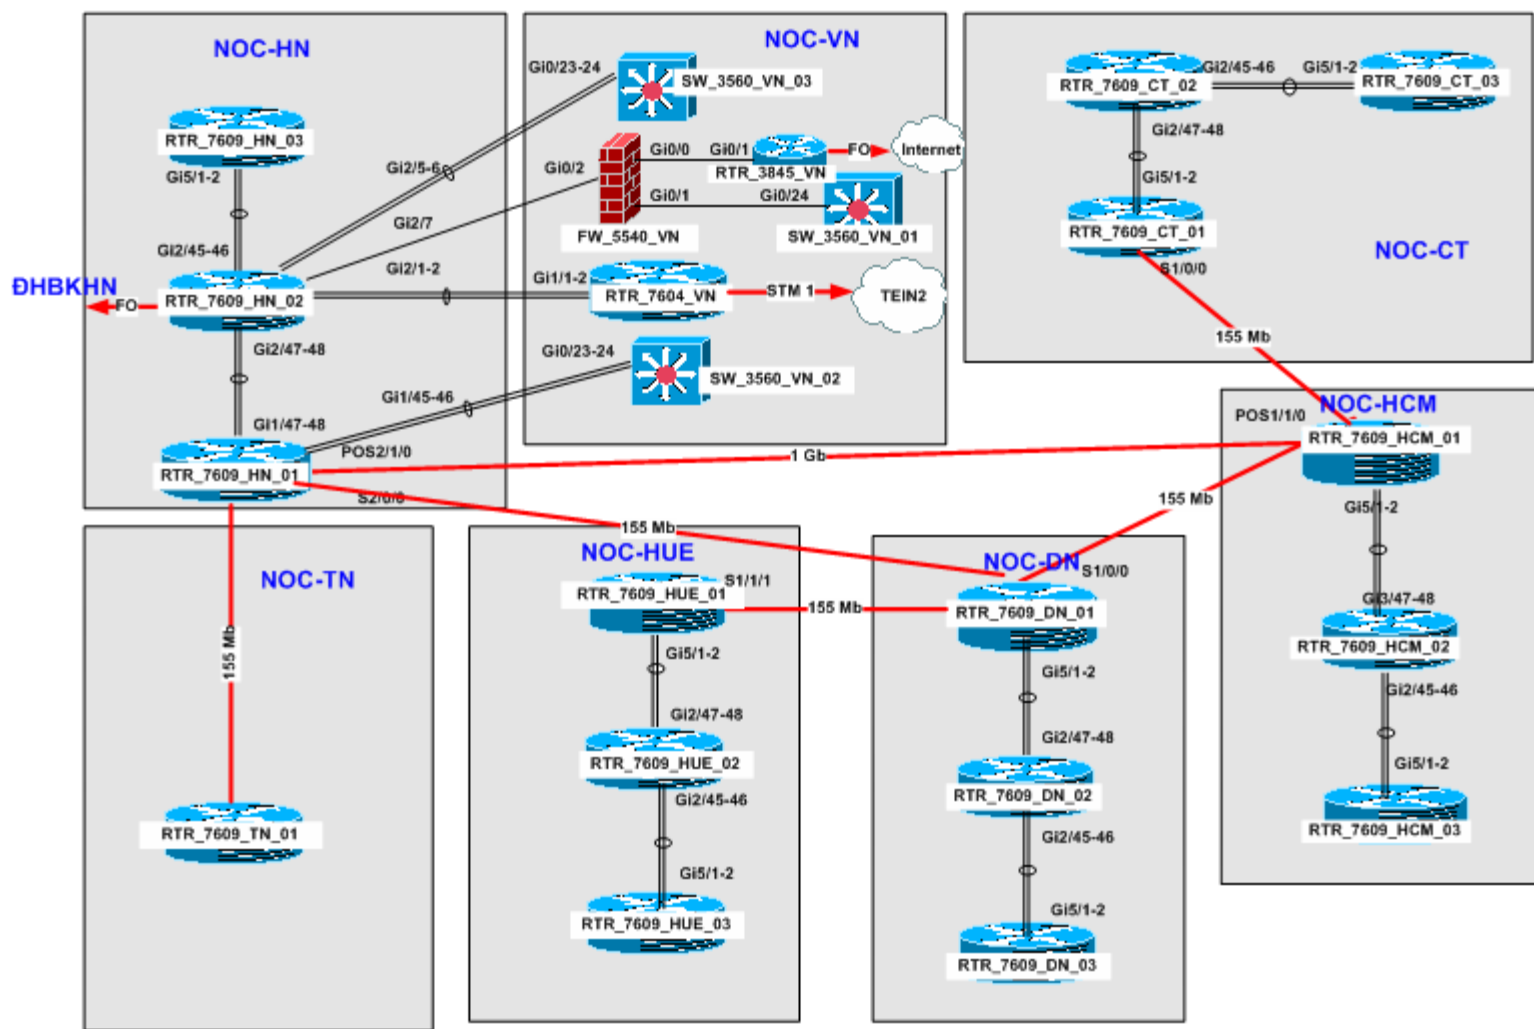 NOC-HN
RTR_7609_HN_03
Gi5/1-2
Gi2/45-46
ĐHBKHN
FO
RTR_7609_HN_02
Gi2/47-48
Gi1/47-48
RTR_7609_HN_01
Gi2/5-6
Gi2/7
Gi2/1-2
Gi1/45-46
POS2/1/0
S2/0/0
NOC-VN
Gi0/23-24
SW_3560_VN_03
Gi0/2
Gi0/0
Gi0/1
RTR_3845_VN
FO
Internet
Gi0/1
Gi0/24
FW_5540_VN
SW_3560_VN_01
Gi1/1-2
RTR_7604_VN
STM 1
TEIN2
Gi0/23-24
SW_3560_VN_02
NOC-CT
Gi2/45-46
Gi5/1-2
RTR_7609_CT_02
RTR_7609_CT_03
Gi2/47-48
Gi5/1-2
RTR_7609_CT_01
S1/0/0
155 Mb
NOC-HCM
POS1/1/0
RTR_7609_HCM_01
Gi5/1-2
Gi3/47-48
RTR_7609_HCM_02
Gi2/45-46
Gi5/1-2
RTR_7609_HCM_03
1 Gb
155 Mb
155 Mb
NOC-TN
155 Mb
RTR_7609_TN_01
NOC-HUE
S1/1/1
RTR_7609_HUE_01
155 Mb
Gi5/1-2
Gi2/47-48
RTR_7609_HUE_02
Gi2/45-46
Gi5/1-2
RTR_7609_HUE_03
NOC-DN
S1/0/0
RTR_7609_DN_01
Gi5/1-2
Gi2/47-48
RTR_7609_DN_02
Gi2/45-46
Gi5/1-2
RTR_7609_DN_03